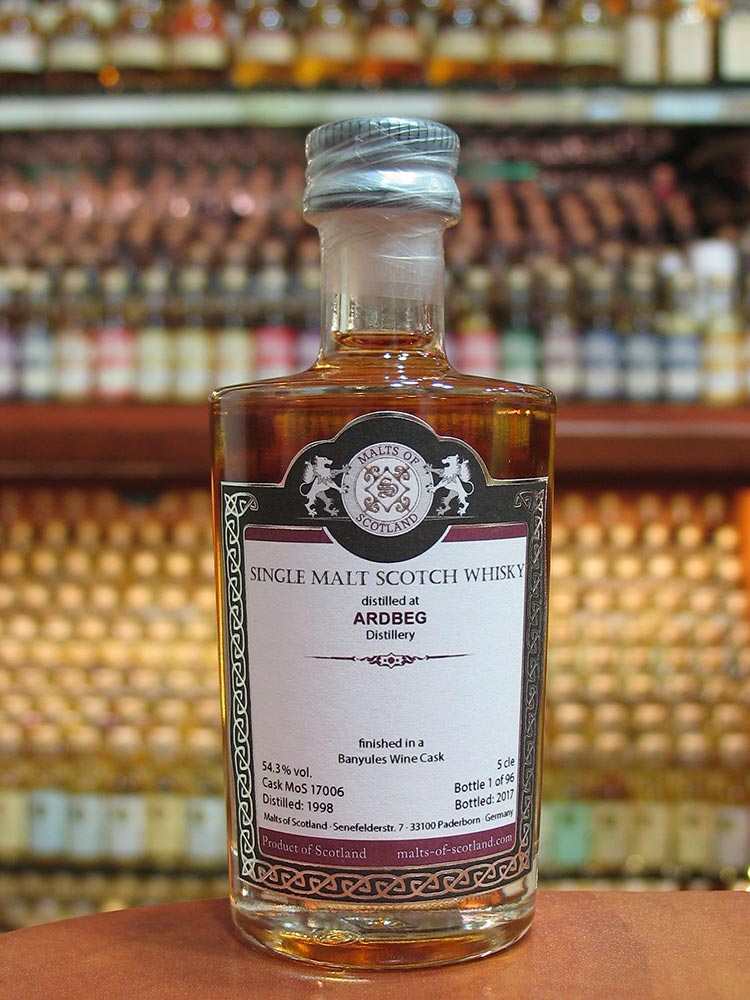 MALTS OF
SCOTLAND
SINGLE MALT SCOTCH WHISKY
distilled at
ARDBEG
Distillery
finished in a
Banyules Wine Cask
54.3% vol.
5 cle
Cask MoS 17006
Bottle 1 of 96
Distilled: 1998
Bottled: 2017
Malts of Scotland · Senefelderstr. 7 · 33100 Paderborn · Germany
Product of Scotland
malts-of-scotland.com